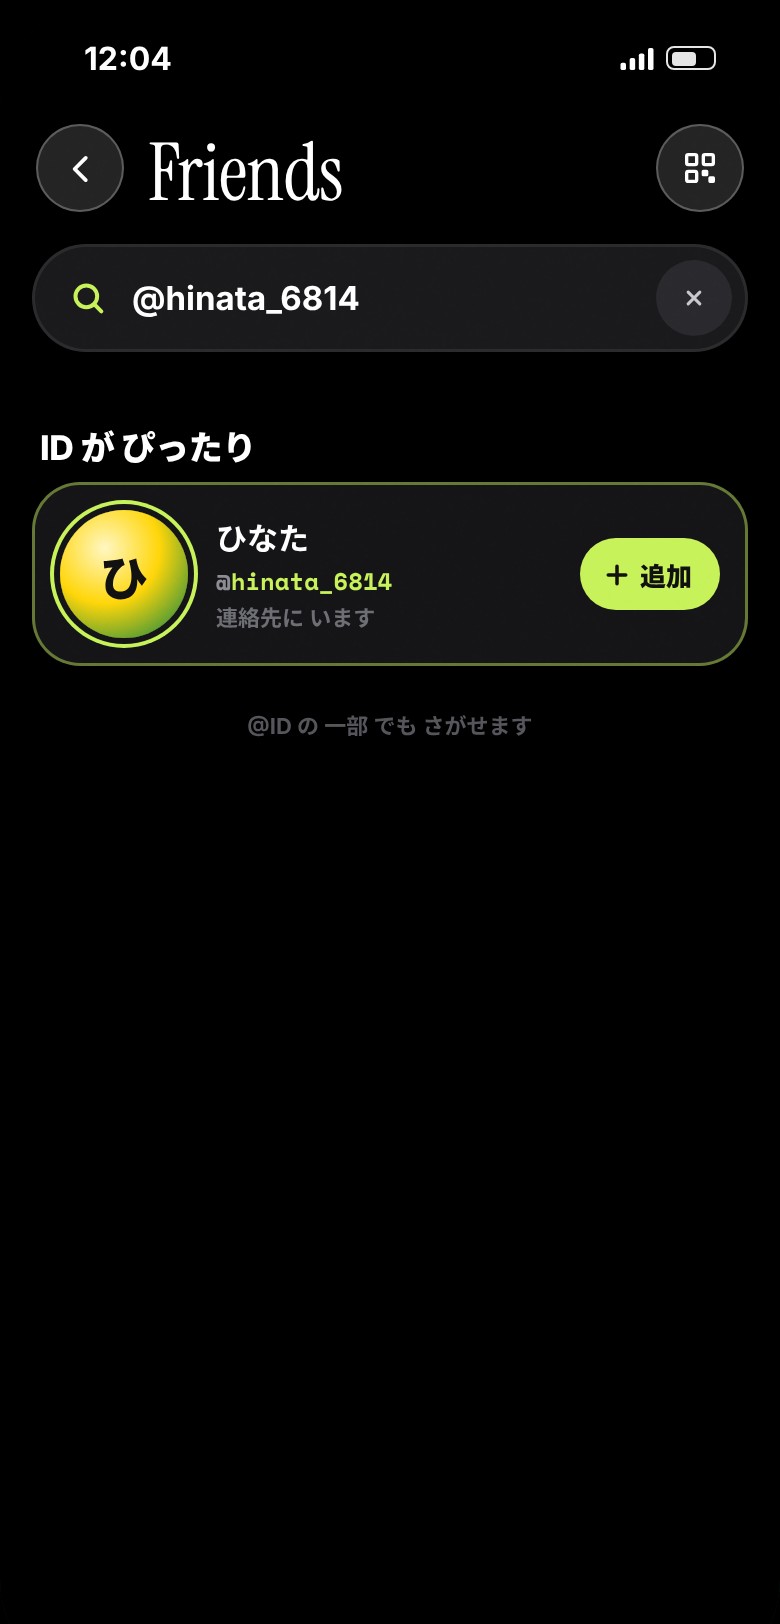 12:04
Friends
@hinata_6814
ID が ぴったり
ひ
ひなた
@hinata_6814
連絡先に います
+ 追加
@ID の 一部 でも さがせます